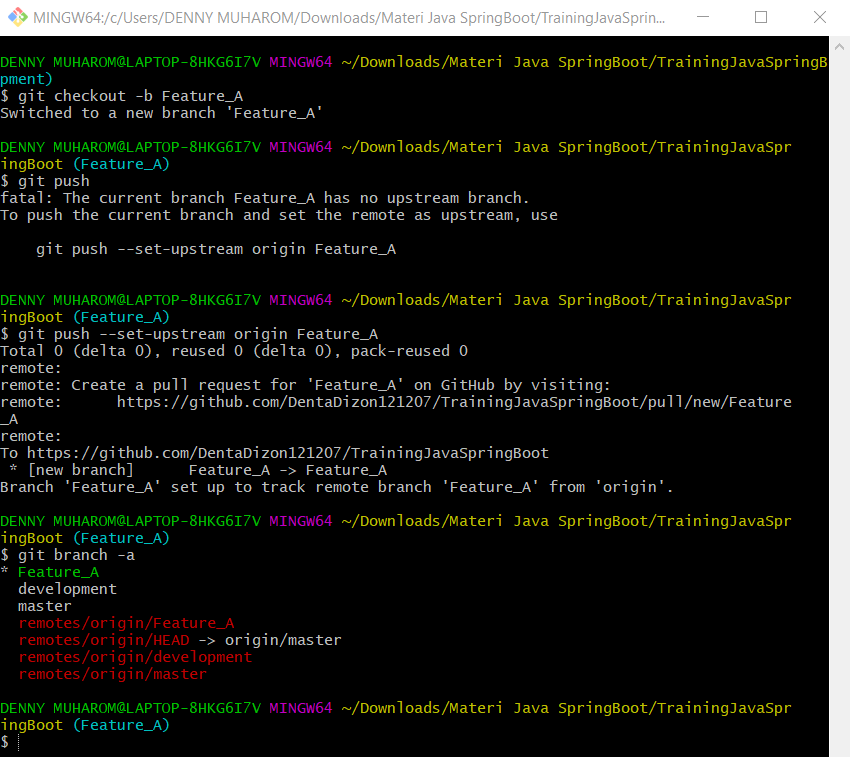 MINGW64:/c/Users/DENNY MUHAROM/Downloads/Materi Java SpringBoot/TrainingJavaSprin...
DENNY MUHAROM@LAPTOP-8HKG6I7V MINGW64 ~/Downloads/Materi Java SpringBoot/TrainingJavaSpringB
pment)
$ git checkout -b Feature_A
Switched to a new branch 'Feature_A'
DENNY MUHAROM@LAPTOP-8HKG6I7V MINGW64 ~/Downloads/Materi Java SpringBoot/TrainingJavaSpr
ingBoot (Feature_A)
$ git push
fatal: The current branch Feature_A has no upstream branch.
To push the current branch and set the remote as upstream, use
    git push --set-upstream origin Feature_A
DENNY MUHAROM@LAPTOP-8HKG6I7V MINGW64 ~/Downloads/Materi Java SpringBoot/TrainingJavaSpr
ingBoot (Feature_A)
$ git push --set-upstream origin Feature_A
Total 0 (delta 0), reused 0 (delta 0), pack-reused 0
remote:
remote: Create a pull request for 'Feature_A' on GitHub by visiting:
remote:      https://github.com/DentaDizon121207/TrainingJavaSpringBoot/pull/new/Feature
_A
remote:
To https://github.com/DentaDizon121207/TrainingJavaSpringBoot
 * [new branch]      Feature_A -> Feature_A
Branch 'Feature_A' set up to track remote branch 'Feature_A' from 'origin'.
DENNY MUHAROM@LAPTOP-8HKG6I7V MINGW64 ~/Downloads/Materi Java SpringBoot/TrainingJavaSpr
ingBoot (Feature_A)
$ git branch -a
* Feature_A
  development
  master
  remotes/origin/Feature_A
  remotes/origin/HEAD -> origin/master
  remotes/origin/development
  remotes/origin/master
DENNY MUHAROM@LAPTOP-8HKG6I7V MINGW64 ~/Downloads/Materi Java SpringBoot/TrainingJavaSpr
ingBoot (Feature_A)
$